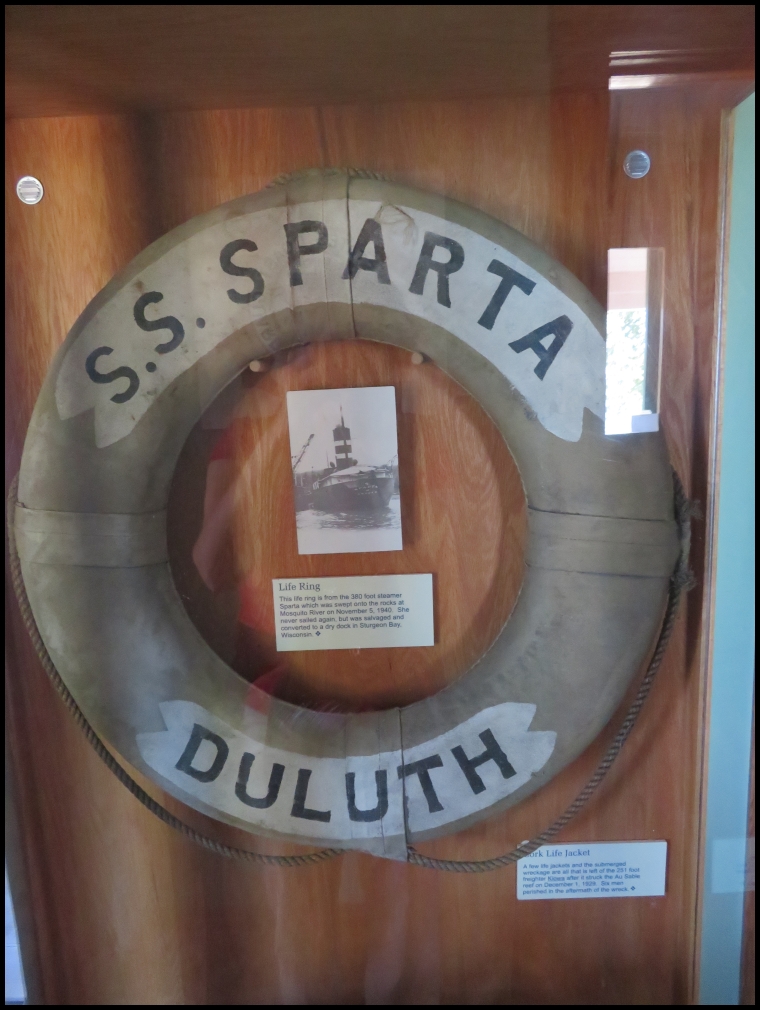 S.S. SPARTA
Life Ring
This life ring is from the 380 foot steamer
Sparta which was swept onto the rocks at
Mosquito River on November 5, 1940. She
never sailed again, but was salvaged and
converted to a dry dock in Sturgeon Bay,
Wisconsin.
DULUTH
Cork Life Jacket
A few life jackets and the submerged
wreckage are all that is left of the 251 foot
freighter Kiowa after it struck the Au Sable
reef on December 1, 1929. Six men
perished in the aftermath of the wreck.